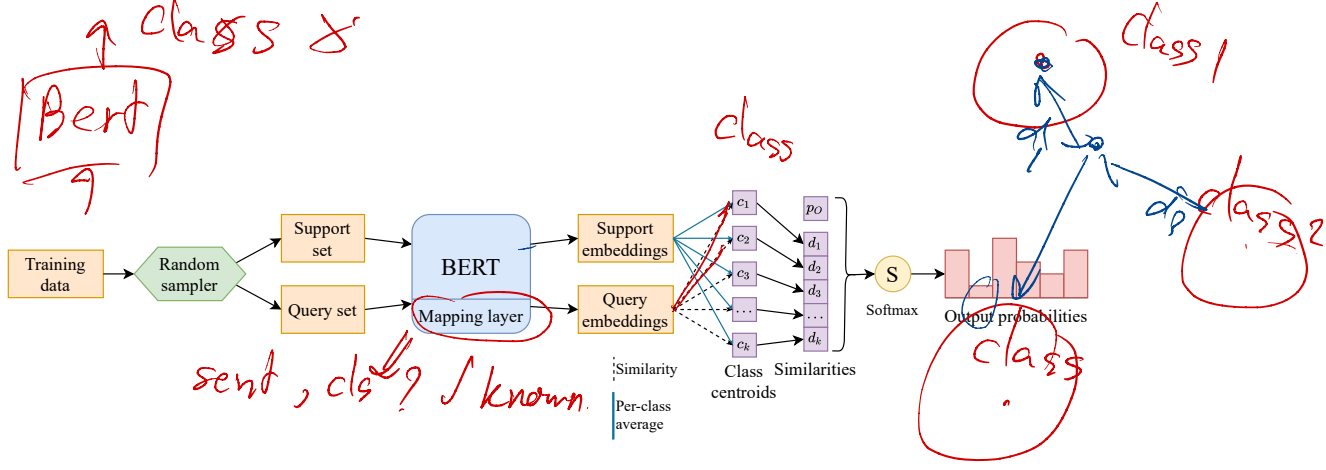 class
Bert
class 1
class
class 2
d2
Training
data
Random
sampler
Support
set
Query set
BERT
Mapping layer
Support
embeddings
Query
embeddings
c1
c2
c3
...
ck
pO
d1
d2
d3
...
dk
S
Softmax
Output probabilities
class
Similarity
Per-class
average
Class
centroids
Similarities
sent, cls ? √ known.